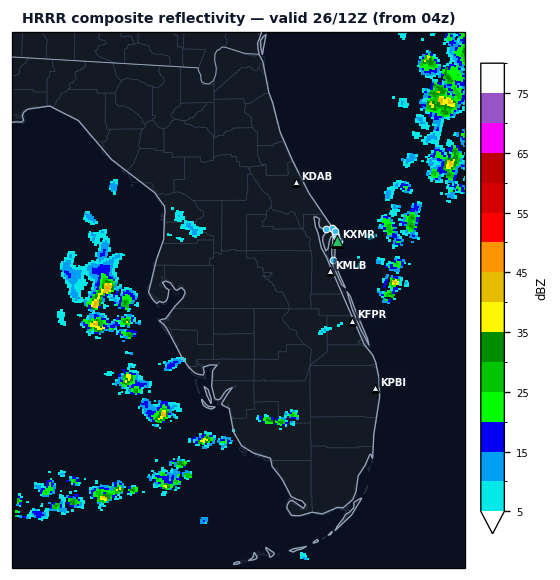 HRRR composite reflectivity — valid 26/12Z (from 04z)
KDAB
KXMR
KMLB
KFPR
KPBI
75
65
55
45
35
25
15
5
dBZ